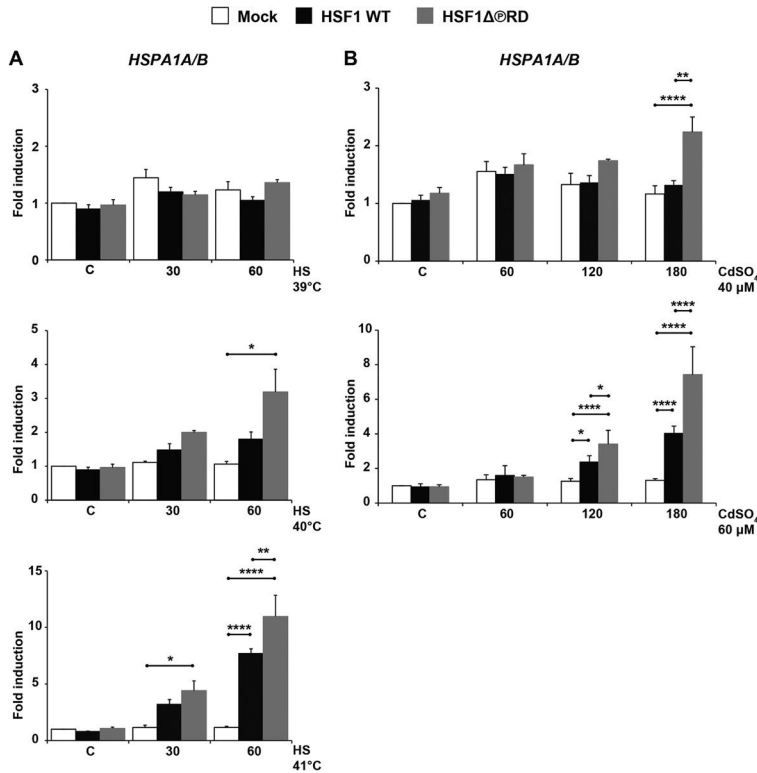 Mock HSF1 WT HSF1Δ℗RD
A
HSPA1A/B
Fold induction
3
2
1
0
C 30 60 HS
39°C
Fold induction
5
4
3
2
1
0
*
C 30 60 HS
40°C
Fold induction
15
10
5
0
*
**
****
****
C 30 60 HS
41°C
B
HSPA1A/B
Fold induction
3
2
1
0
**
****
C 60 120 180 CdSO₄
40 µM
Fold induction
10
8
6
4
2
0
*
****
*
****
****
****
C 60 120 180 CdSO₄
60 µM